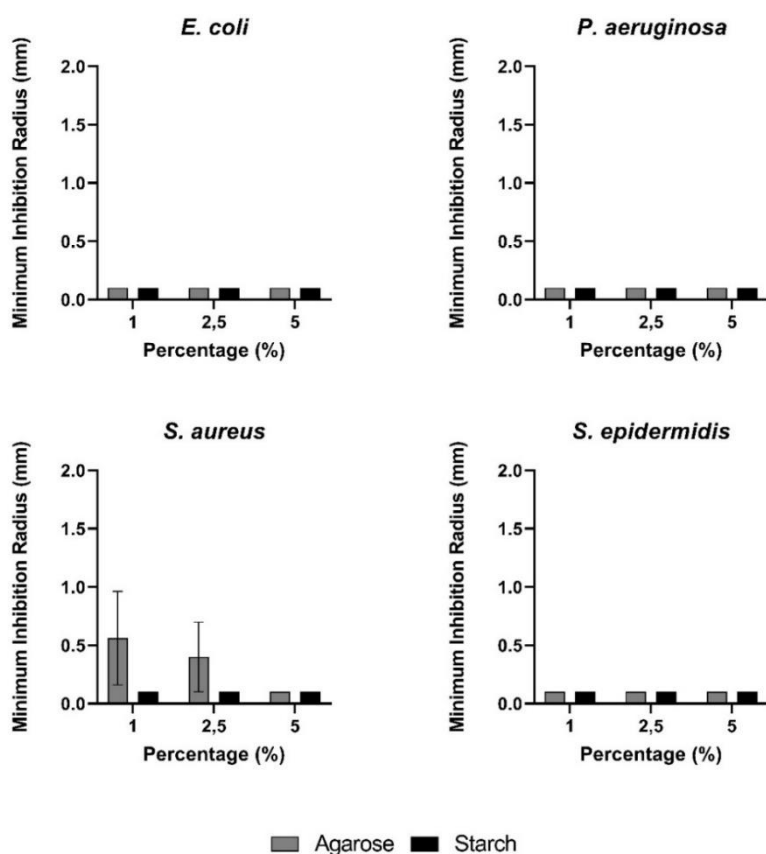 E. coli
Minimum Inhibition Radius (mm)
2.0
1.5
1.0
0.5
0.0
1 2,5 5
Percentage (%)
P. aeruginosa
Minimum Inhibition Radius (mm)
2.0
1.5
1.0
0.5
0.0
1 2,5 5
Percentage (%)
S. aureus
Minimum Inhibition Radius (mm)
2.0
1.5
1.0
0.5
0.0
1 2,5 5
Percentage (%)
S. epidermidis
Minimum Inhibition Radius (mm)
2.0
1.5
1.0
0.5
0.0
1 2,5 5
Percentage (%)
Agarose Starch